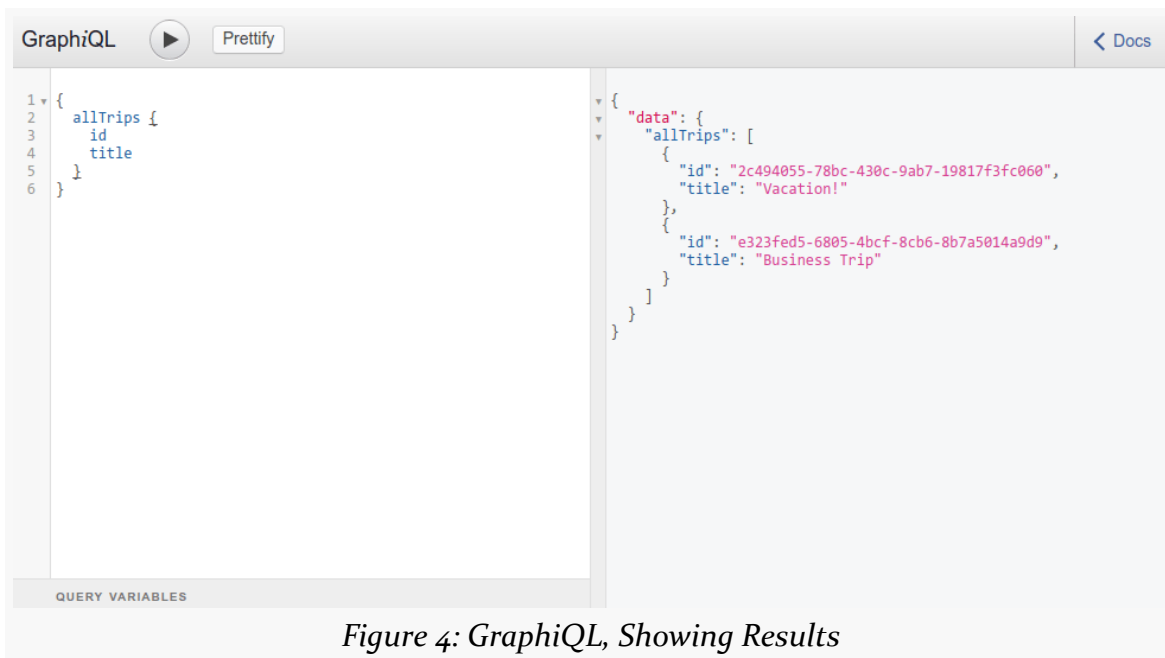 GraphiQL
Prettify
Docs
1 {
2 allTrips {
3 id
4 title
5 }
6 }
QUERY VARIABLES
{
"data": {
"allTrips": [
{
"id": "2c494055-78bc-430c-9ab7-19817f3fc060",
"title": "Vacation!"
},
{
"id": "e323fed5-6805-4bcf-8cb6-8b7a5014a9d9",
"title": "Business Trip"
}
]
}
}
Figure 4: GraphiQL, Showing Results